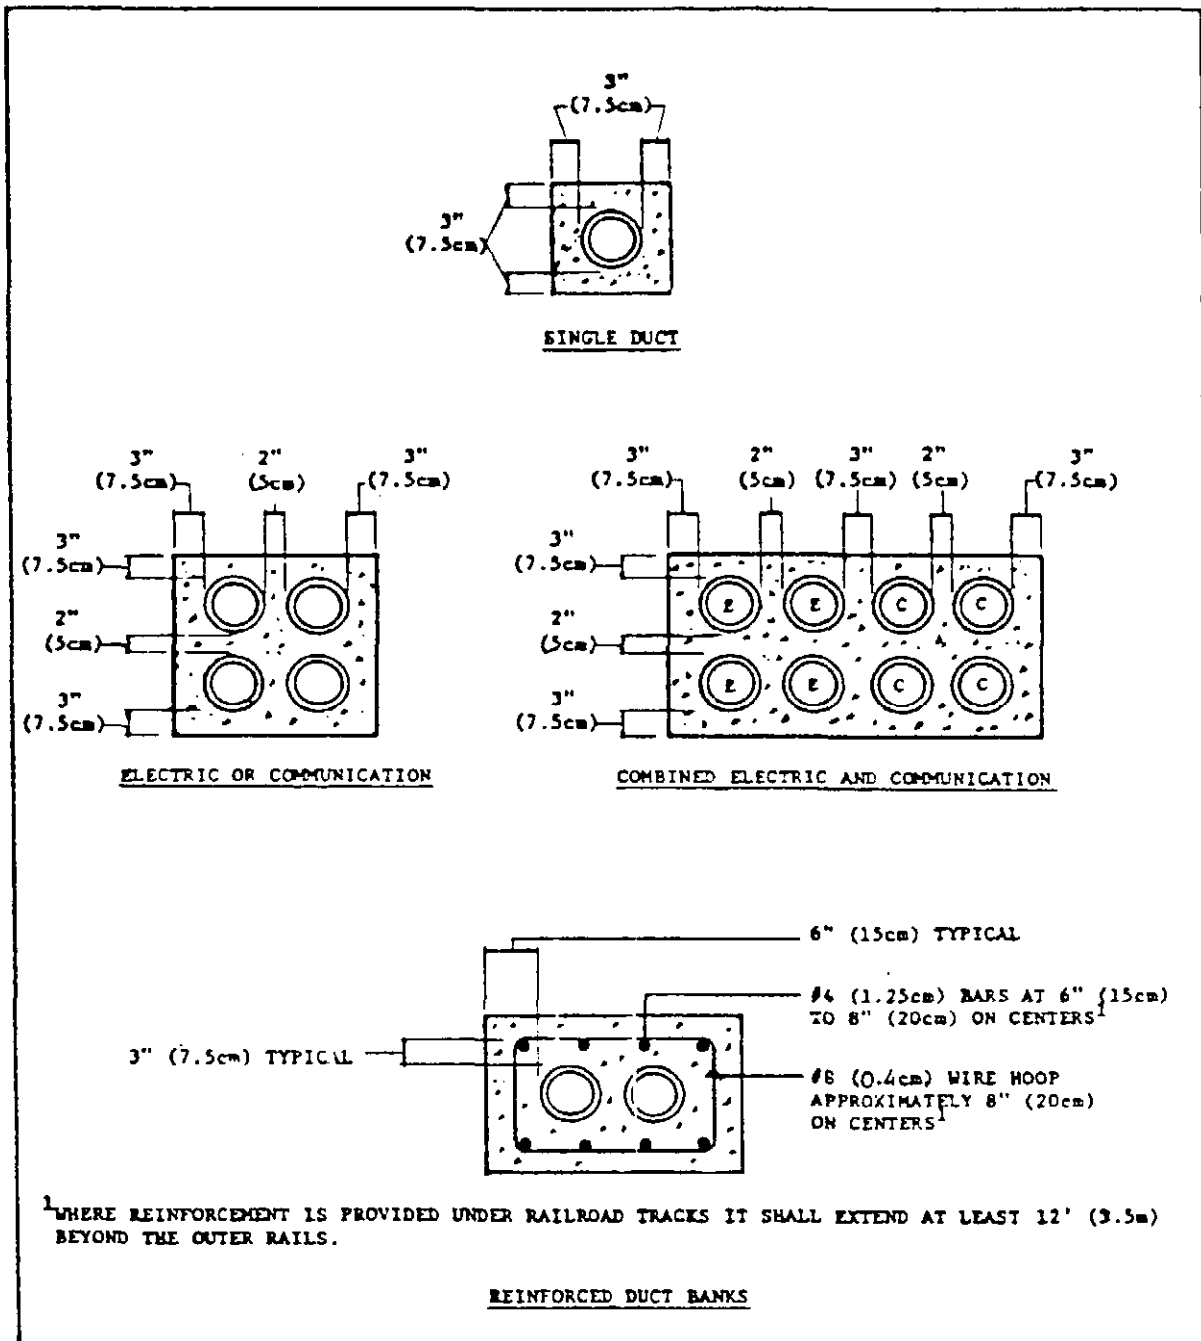 3"
(7.5cm)
3"
(7.5cm)
SINGLE DUCT
3"
(7.5cm)
2"
(5cm)
3"
(7.5cm)
3"
(7.5cm)
2"
(5cm)
3"
(7.5cm)
ELECTRIC OR COMMUNICATION
3"
(7.5cm)
2"
(5cm)
3"
(7.5cm)
2"
(5cm)
3"
(7.5cm)
3"
(7.5cm)
2"
(5cm)
3"
(7.5cm)
E E C C
E E C C
COMBINED ELECTRIC AND COMMUNICATION
6" (15cm) TYPICAL
#4 (1.25cm) BARS AT 6" (15cm)
TO 8" (20cm) ON CENTERS1
3" (7.5cm) TYPICAL
#8 (0.4cm) WIRE HOOP
APPROXIMATELY 8" (20cm)
ON CENTERS1
1WHERE REINFORCEMENT IS PROVIDED UNDER RAILROAD TRACKS IT SHALL EXTEND AT LEAST 12' (3.5m)
BEYOND THE OUTER RAILS.
REINFORCED DUCT BANKS